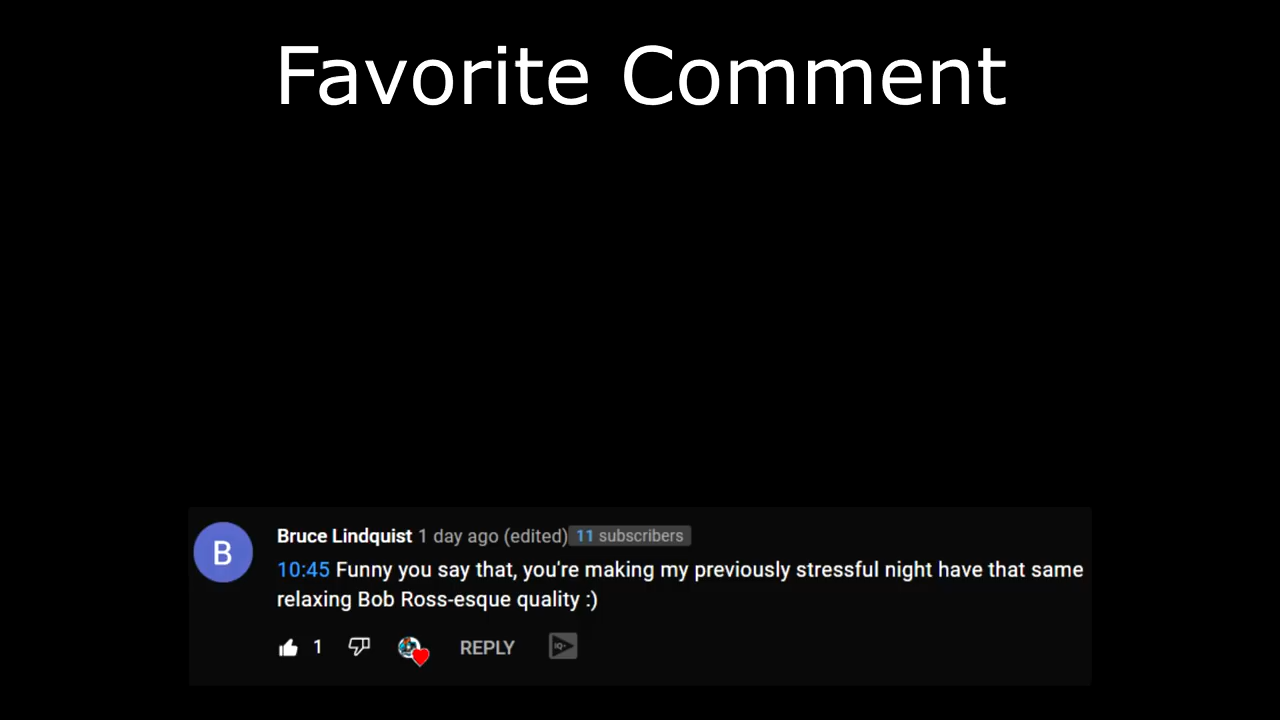 Favorite Comment
B
Bruce Lindquist 1 day ago (edited) 11 subscribers
10:45 Funny you say that, you're making my previously stressful night have that same
relaxing Bob Ross-esque quality :)
1 REPLY IQ